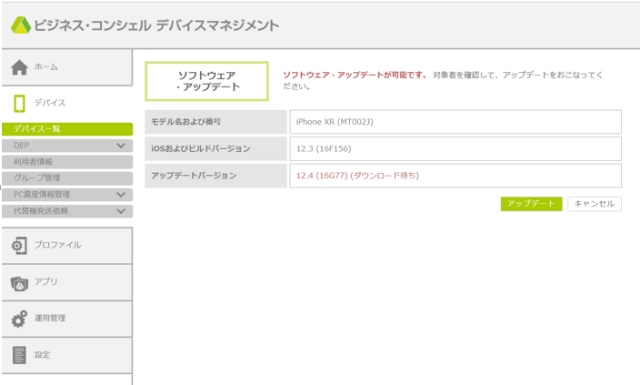 ビジネス・コンシェル デバイスマネジメント
ホーム
デバイス
デバイス一覧
DEP
利用者情報
グループ管理
PC資産情報管理
代替機発送依頼
プロファイル
アプリ
運用管理
設定
ソフトウェア
・アップデート
ソフトウェア・アップデートが可能です。 対象者を確認して、アップデートをおこなってく
ださい。
モデル名および番号 iPhone XR (MT002J)
iOSおよびビルドバージョン 12.3 (16F156)
アップデートバージョン 12.4 (16G77) (ダウンロード待ち)
アップデート キャンセル